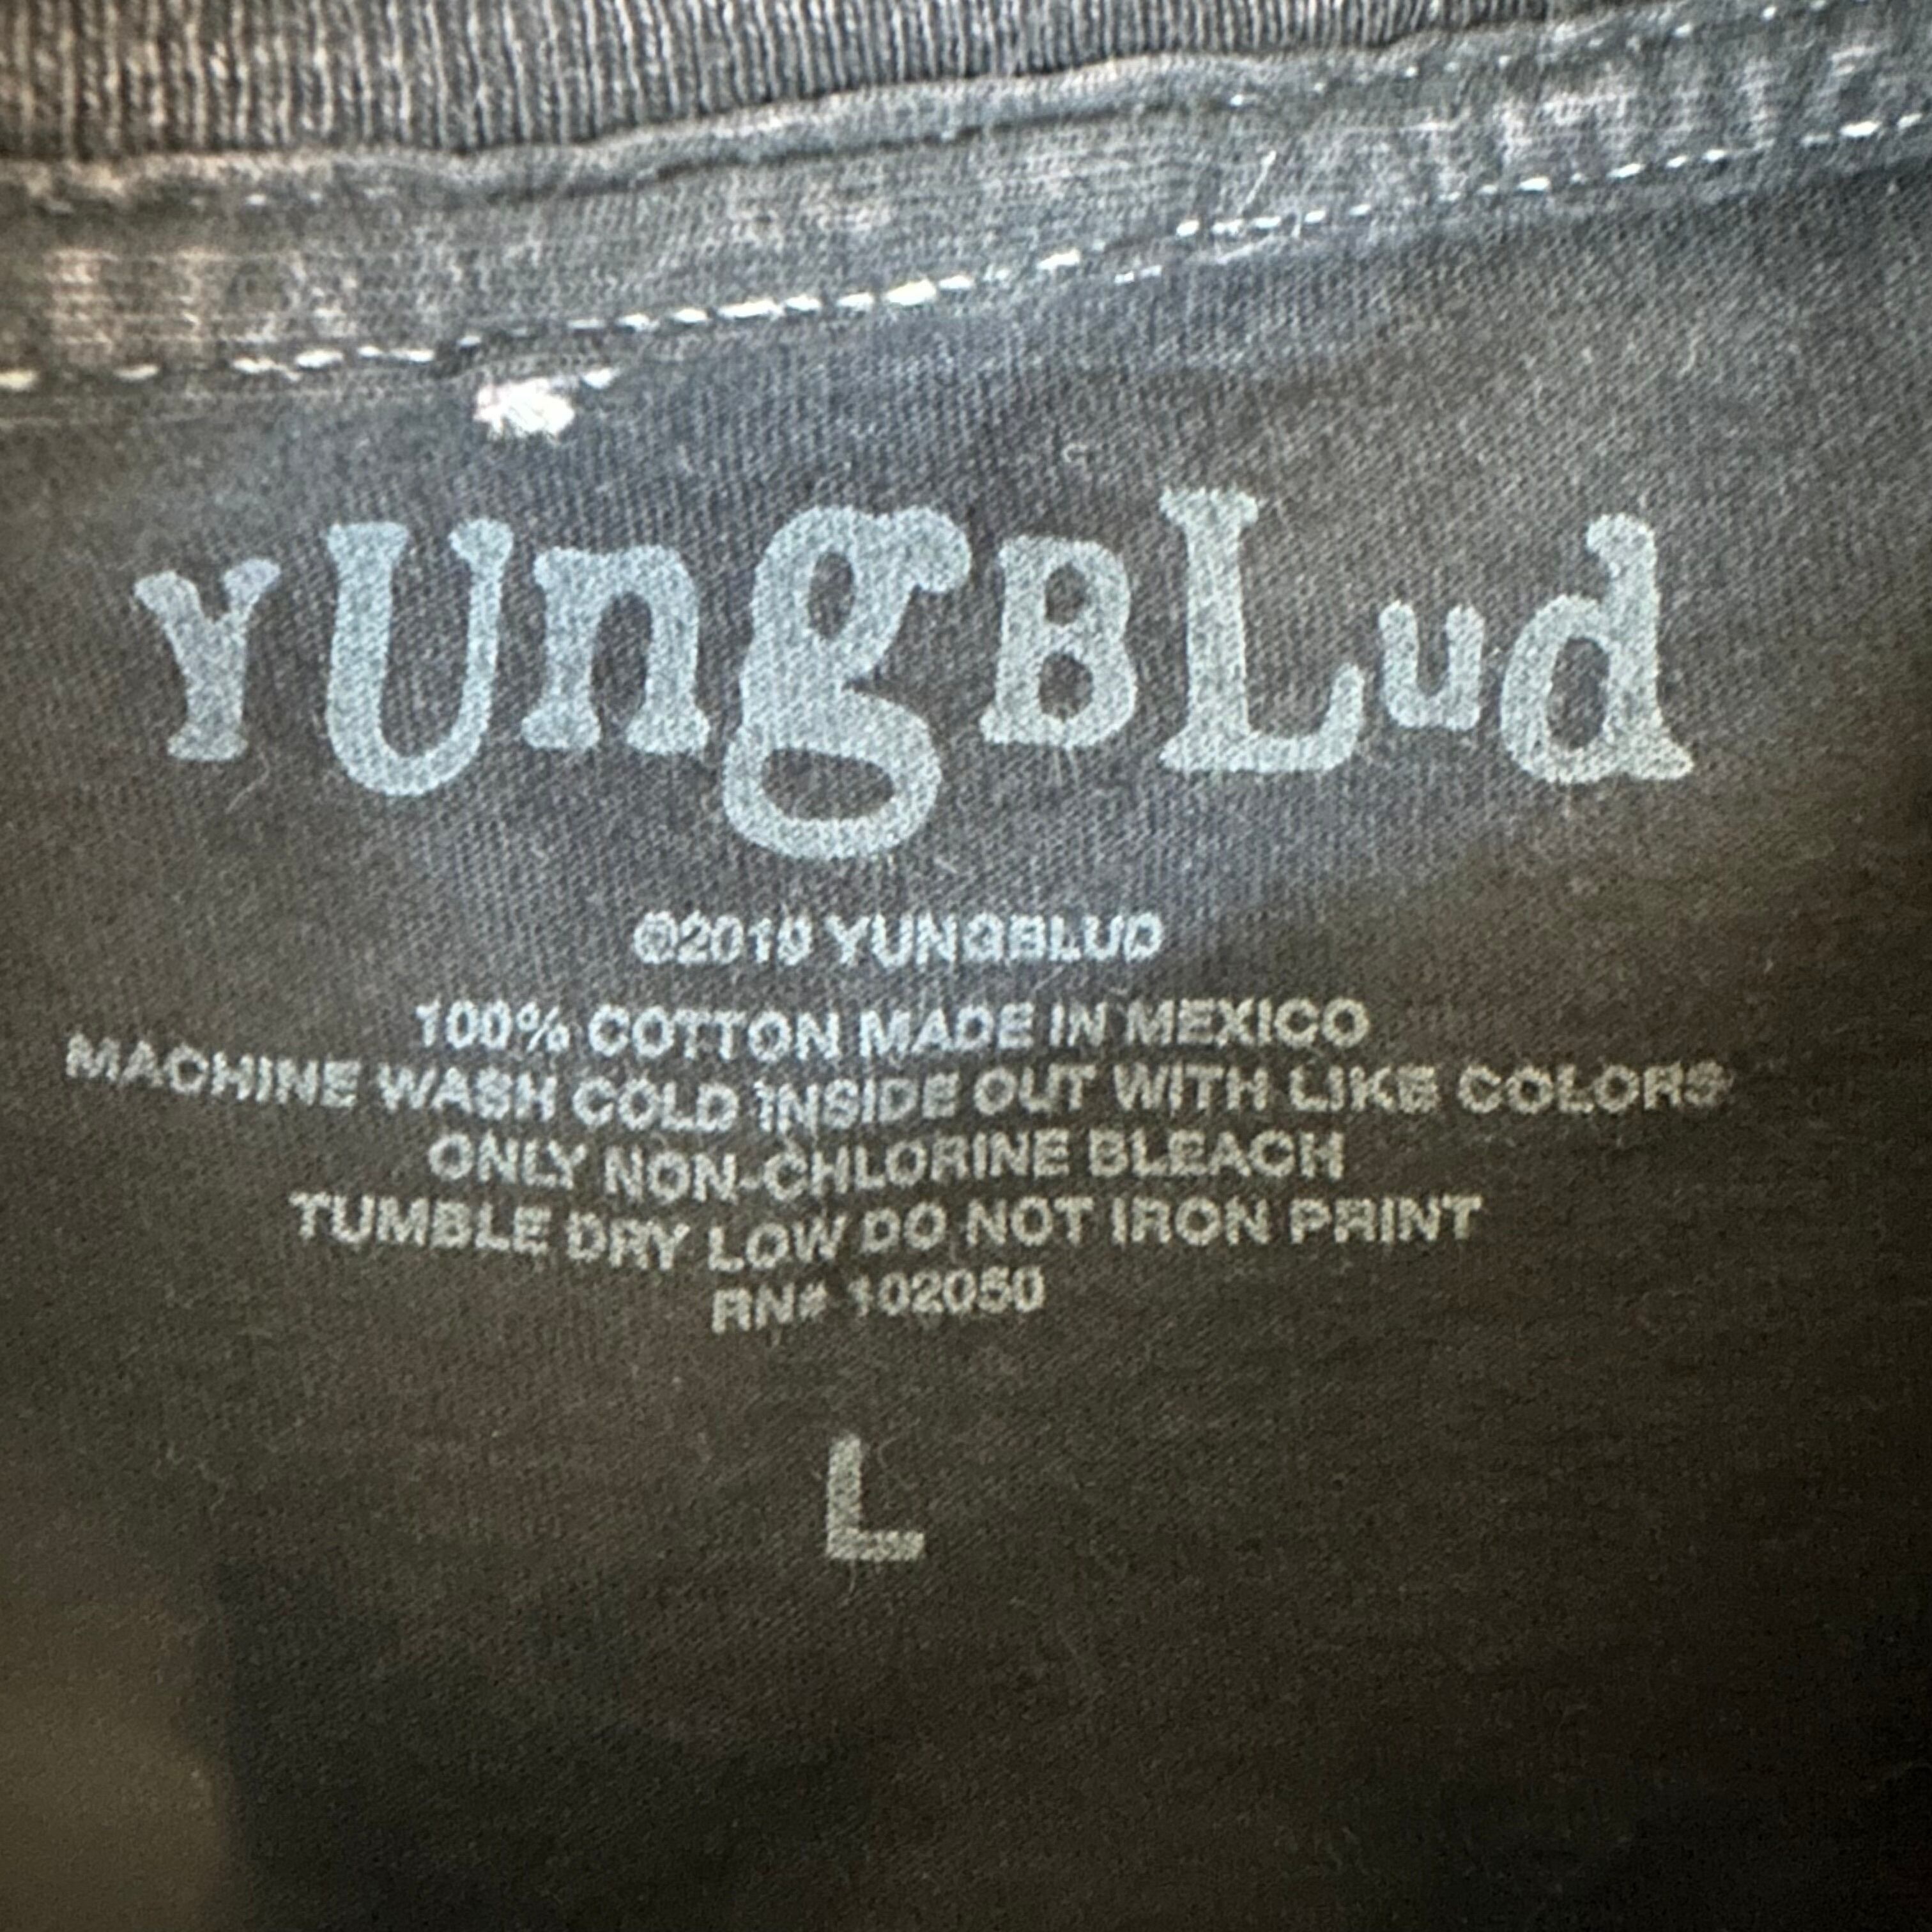 YUngBLud
©2019 YUNGBLUD
100% COTTON MADE IN MEXICO
MACHINE WASH COLD INSIDE OUT WITH LIKE COLORS
ONLY NON-CHLORINE BLEACH
TUMBLE DRY LOW DO NOT IRON PRINT
RN# 102050
L